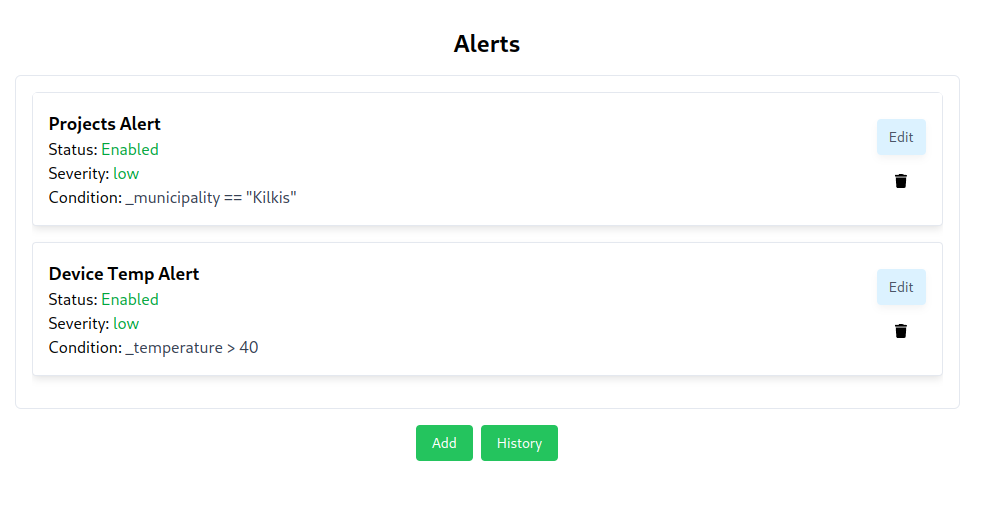 Alerts
Projects Alert
Status: Enabled
Severity: low
Condition: _municipality == "Kilkis"
Edit
Device Temp Alert
Status: Enabled
Severity: low
Condition: _temperature > 40
Edit
Add
History